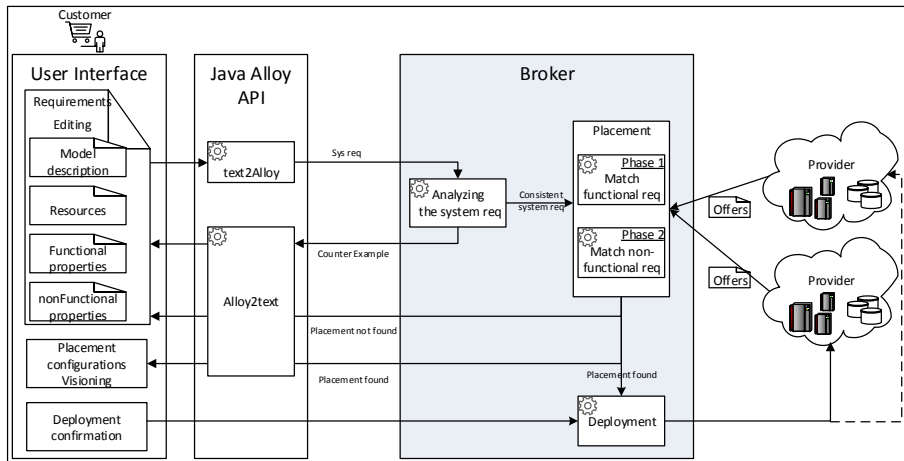 Customer
User Interface
Requirements
Editing
Model
description
Resources
Functional
properties
nonFunctional
properties
Placement
configurations
Visioning
Deployment
confirmation
Java Alloy
API
text2Alloy
Alloy2text
Sys req
Counter Example
Placement not found
Placement found
Broker
Analyzing
the system req
Consistent
system req
Placement
Phase 1
Match
functional req
Phase 2
Match non-
functional req
Placement found
Deployment
Offers
Offers
Provider
Provider